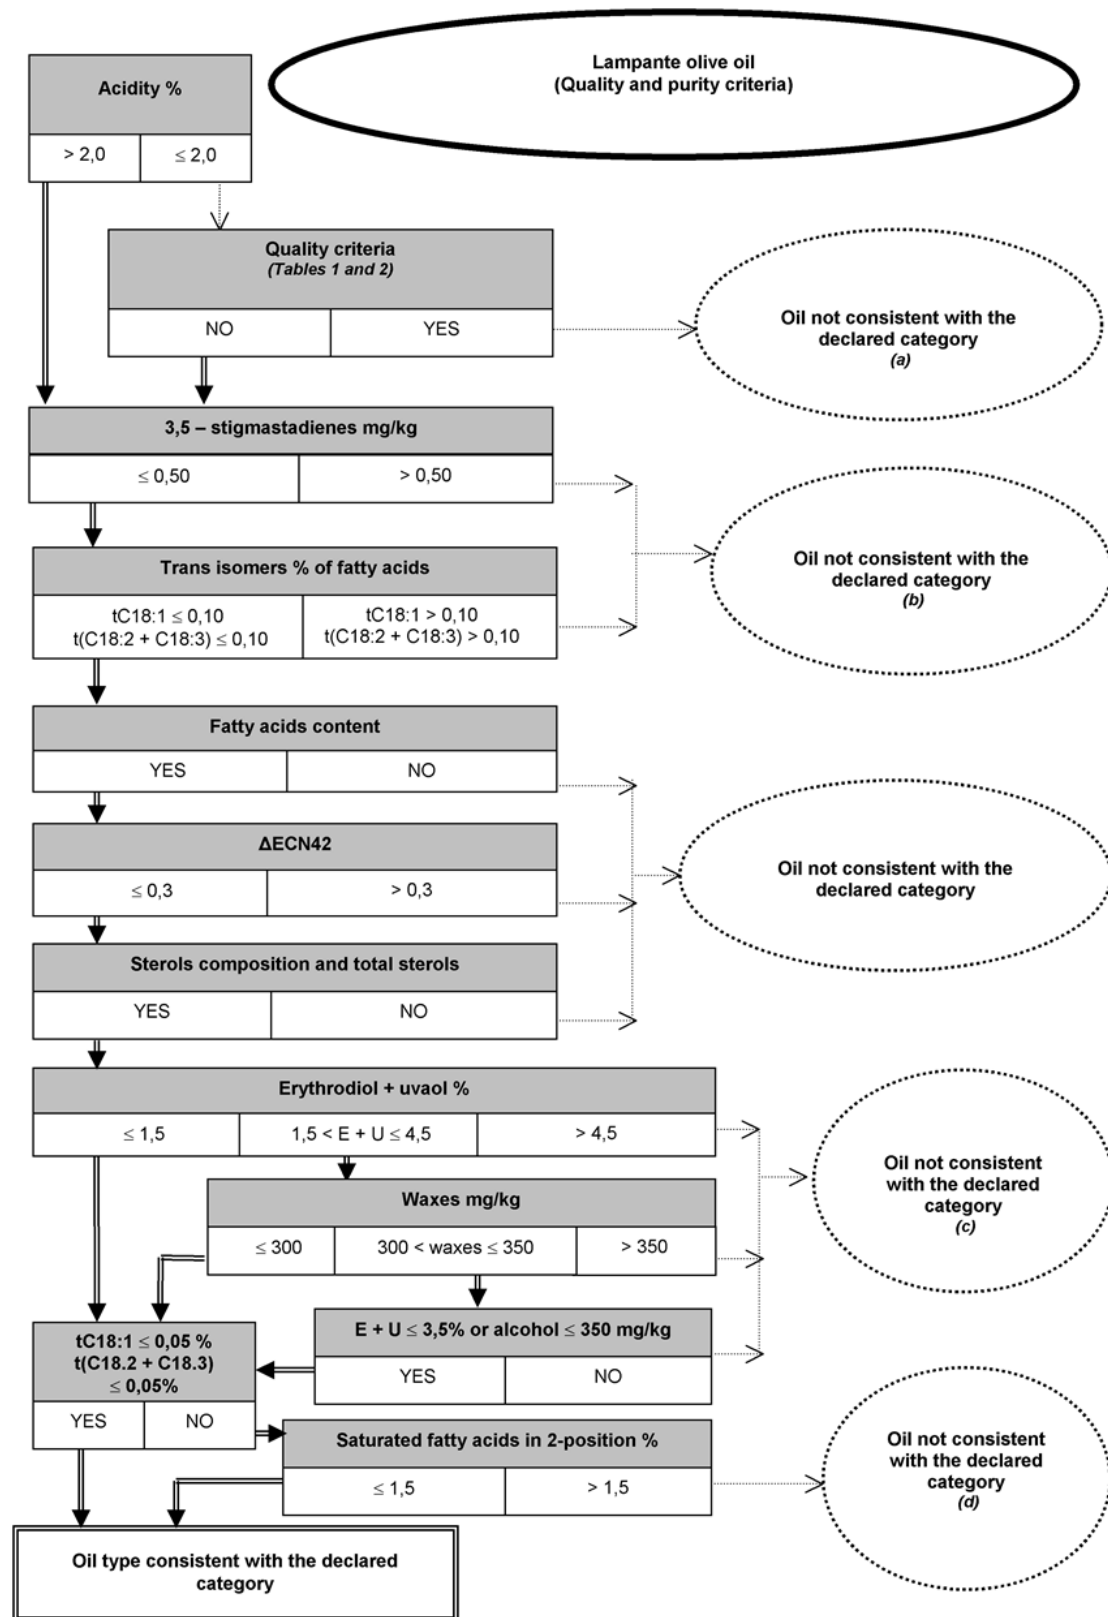 Lampante olive oil
(Quality and purity criteria)
Acidity %
> 2,0
≤ 2,0
Quality criteria
(Tables 1 and 2)
NO
YES
Oil not consistent with the
declared category
(a)
3,5 – stigmastadienes mg/kg
≤ 0,50
> 0,50
Oil not consistent with the
declared category
(b)
Trans isomers % of fatty acids
tC18:1 ≤ 0,10
t(C18:2 + C18:3) ≤ 0,10
tC18:1 > 0,10
t(C18:2 + C18:3) > 0,10
Fatty acids content
YES
NO
ΔECN42
≤ 0,3
> 0,3
Oil not consistent with the
declared category
Sterols composition and total sterols
YES
NO
Erythrodiol + uvaol %
≤ 1,5
1,5 < E + U ≤ 4,5
> 4,5
Oil not consistent
with the declared
category
(c)
Waxes mg/kg
≤ 300
300 < waxes ≤ 350
> 350
E + U ≤ 3,5% or alcohol ≤ 350 mg/kg
YES
NO
tC18:1 ≤ 0,05 %
t(C18.2 + C18.3)
≤ 0,05%
YES
NO
Saturated fatty acids in 2-position %
≤ 1,5
> 1,5
Oil not consistent
with the declared
category
(d)
Oil type consistent with the declared
category